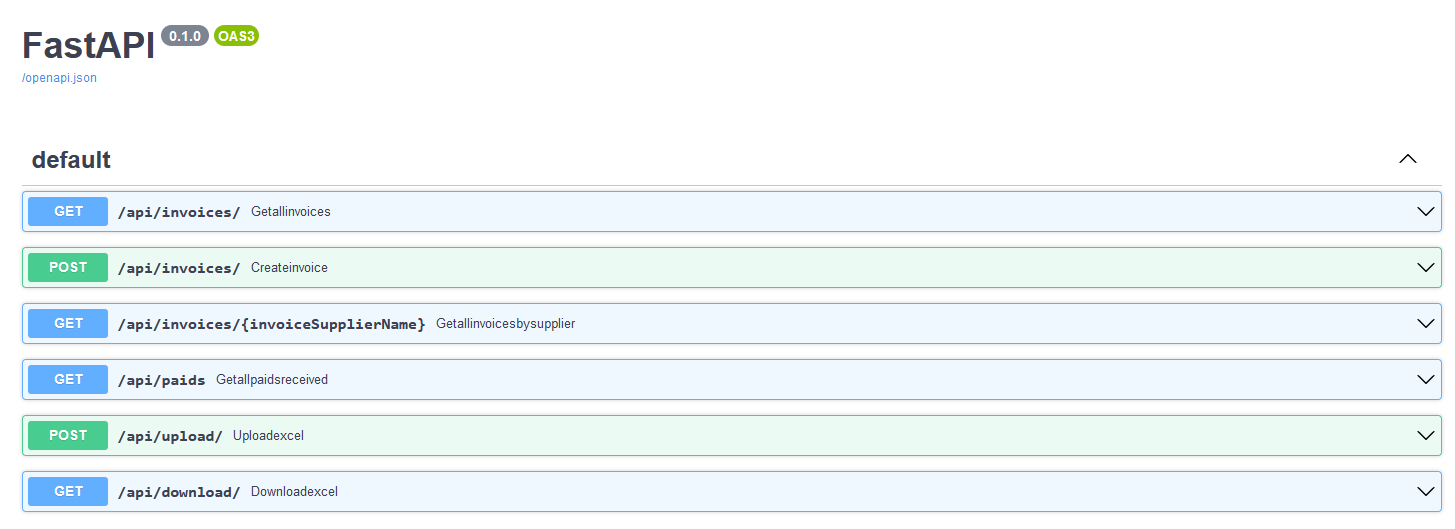 FastAPI 0.1.0 OAS3
/openapi.json
default
GET /api/invoices/ Getallinvoices
POST /api/invoices/ Createinvoice
GET /api/invoices/{invoiceSupplierName} Getallinvoicesbysupplier
GET /api/paids Getallpaidsreceived
POST /api/upload/ Uploadexcel
GET /api/download/ Downloadexcel